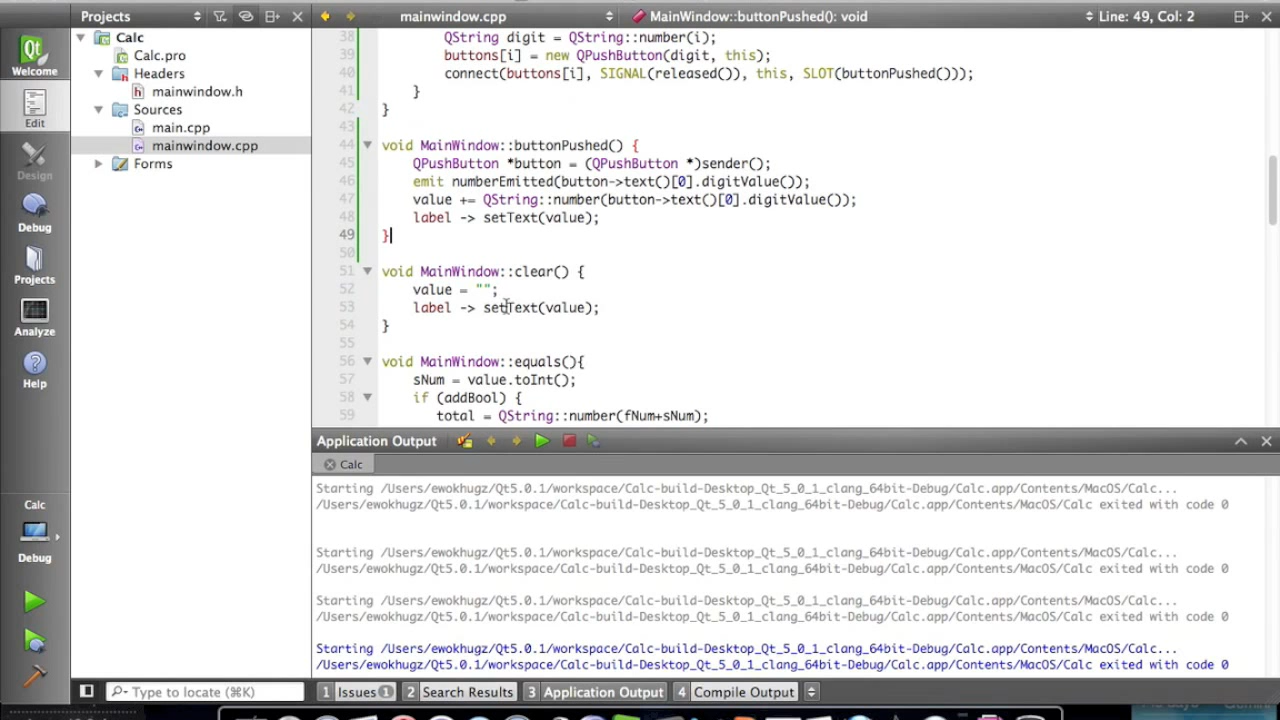 Projects
mainwindow.cpp
MainWindow::buttonPushed(): void
Line: 49, Col: 2
Welcome
Edit
Design
Debug
Projects
Analyze
Help
Calc
Debug
Calc
Calc.pro
Headers
mainwindow.h
Sources
main.cpp
mainwindow.cpp
Forms
38 QString digit = QString::number(i);
39 buttons[i] = new QPushButton(digit, this);
40 connect(buttons[i], SIGNAL(released()), this, SLOT(buttonPushed()));
41 }
42 }
43
44 void MainWindow::buttonPushed() {
45 QPushButton *button = (QPushButton *)sender();
46 emit numberEmitted(button->text()[0].digitValue());
47 value += QString::number(button->text()[0].digitValue());
48 label -> setText(value);
49 }
50
51 void MainWindow::clear() {
52 value = "";
53 label -> setText(value);
54 }
55
56 void MainWindow::equals(){
57 sNum = value.toInt();
58 if (addBool) {
59 total = QString::number(fNum+sNum);
Application Output
Calc
Starting /Users/ewokhugz/Qt5.0.1/workspace/Calc-build-Desktop_Qt_5_0_1_clang_64bit-Debug/Calc.app/Contents/MacOS/Calc...
/Users/ewokhugz/Qt5.0.1/workspace/Calc-build-Desktop_Qt_5_0_1_clang_64bit-Debug/Calc.app/Contents/MacOS/Calc exited with code 0
Starting /Users/ewokhugz/Qt5.0.1/workspace/Calc-build-Desktop_Qt_5_0_1_clang_64bit-Debug/Calc.app/Contents/MacOS/Calc...
/Users/ewokhugz/Qt5.0.1/workspace/Calc-build-Desktop_Qt_5_0_1_clang_64bit-Debug/Calc.app/Contents/MacOS/Calc exited with code 0
Starting /Users/ewokhugz/Qt5.0.1/workspace/Calc-build-Desktop_Qt_5_0_1_clang_64bit-Debug/Calc.app/Contents/MacOS/Calc...
/Users/ewokhugz/Qt5.0.1/workspace/Calc-build-Desktop_Qt_5_0_1_clang_64bit-Debug/Calc.app/Contents/MacOS/Calc exited with code 0
Starting /Users/ewokhugz/Qt5.0.1/workspace/Calc-build-Desktop_Qt_5_0_1_clang_64bit-Debug/Calc.app/Contents/MacOS/Calc...
/Users/ewokhugz/Qt5.0.1/workspace/Calc-build-Desktop_Qt_5_0_1_clang_64bit-Debug/Calc.app/Contents/MacOS/Calc exited with code 0
Type to locate (⌘K)
1 Issues 1
2 Search Results
3 Application Output
4 Compile Output